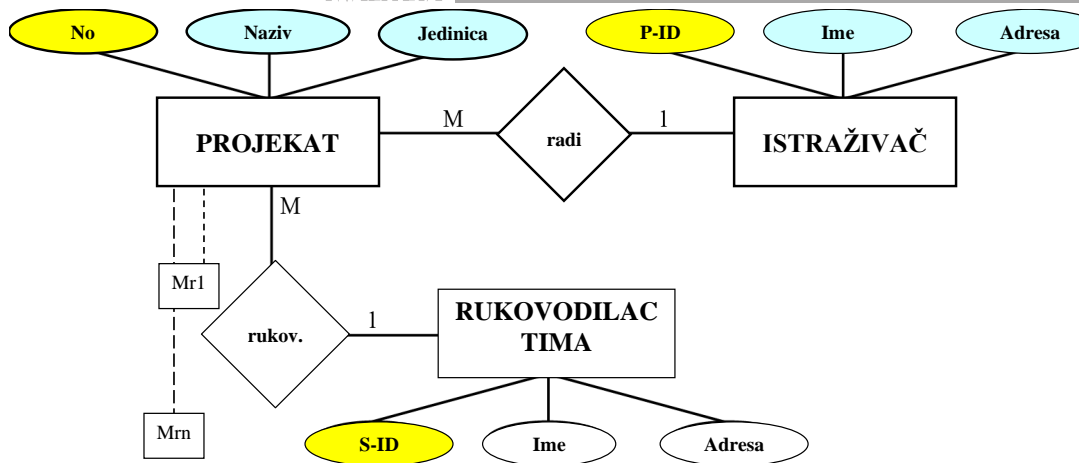 No
Naziv
Jedinica
P-ID
Ime
Adresa
PROJEKAT
M
radi
1
ISTRAŽIVAČ
M
Mr1
rukov.
1
RUKOVODILAC
TIMA
Mrn
S-ID
Ime
Adresa